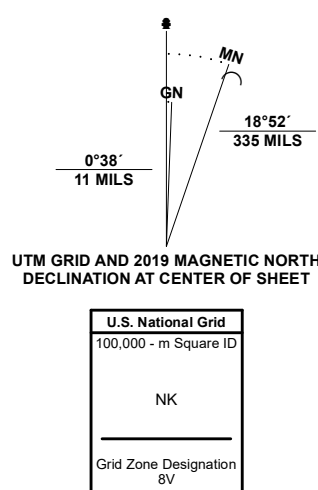 MN
GN
18°52´
335 MILS
0°38´
11 MILS
UTM GRID AND 2019 MAGNETIC NORTH
DECLINATION AT CENTER OF SHEET
U.S. National Grid
100,000 - m Square ID
NK
Grid Zone Designation
8V